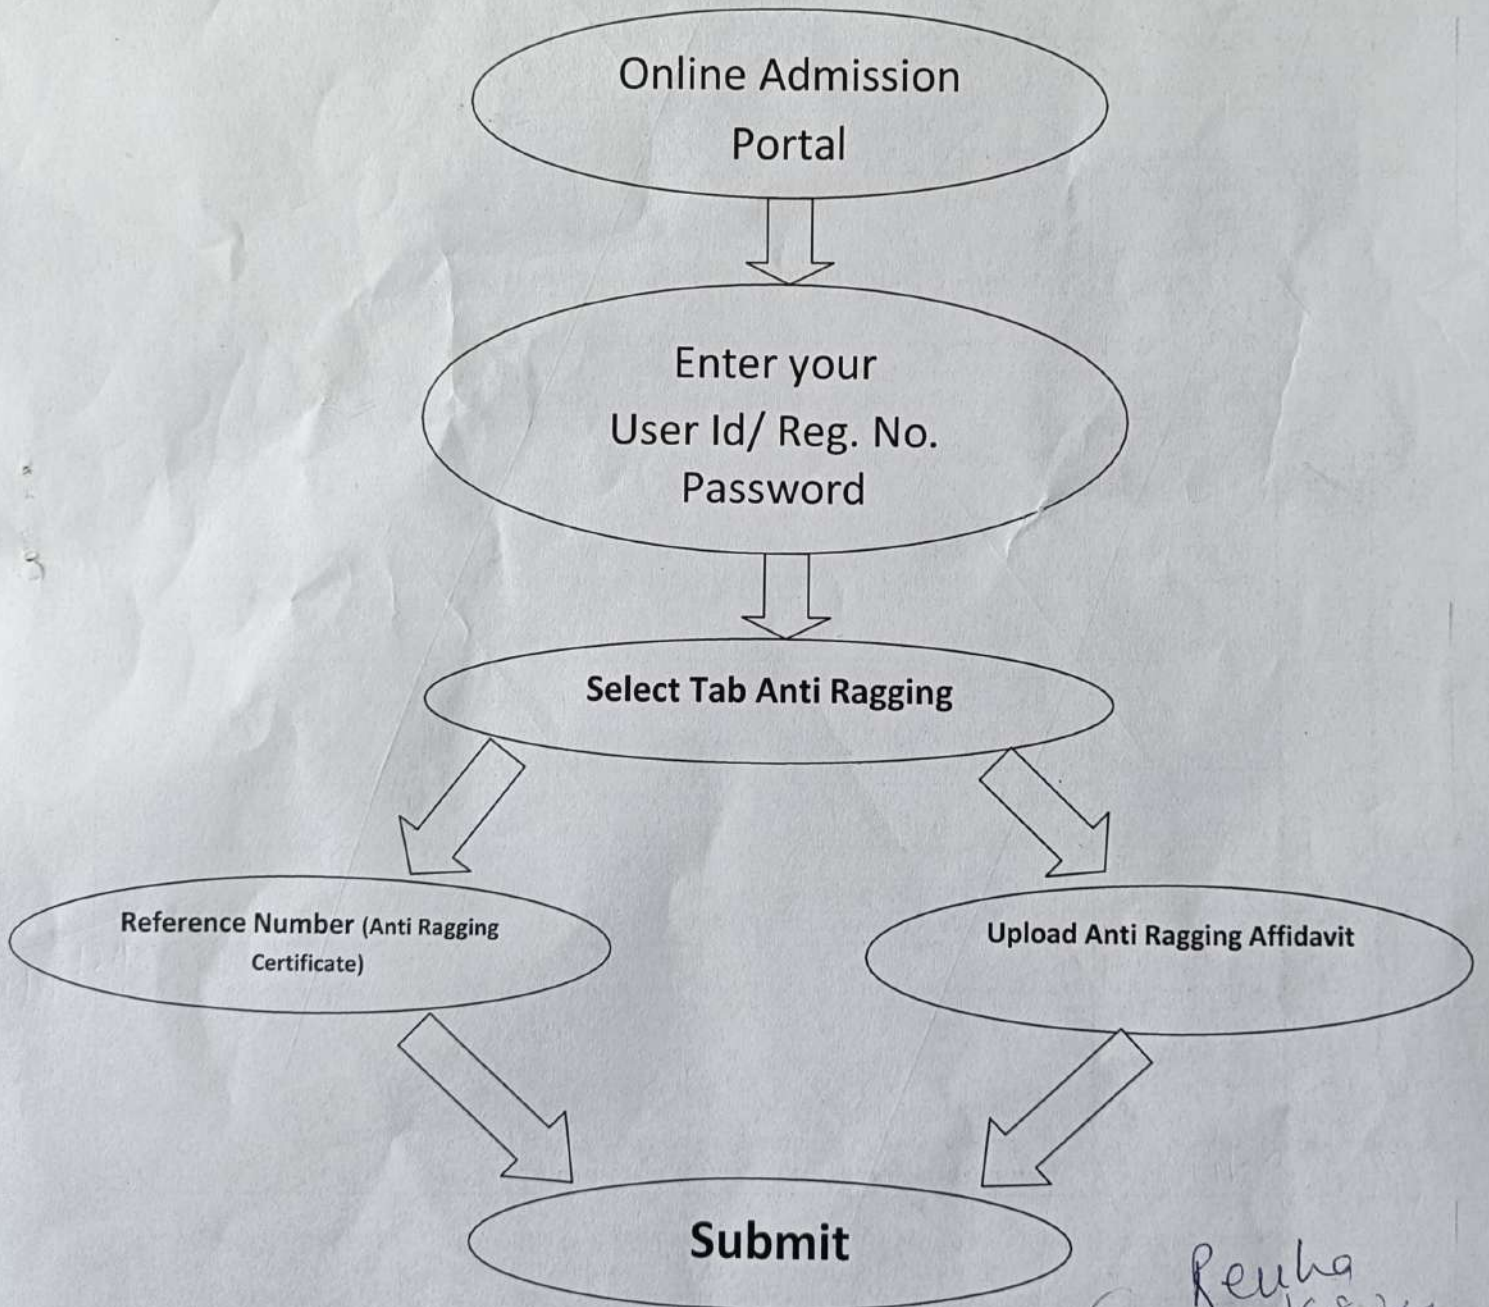 Online Admission
Portal
Enter your
User Id/ Reg. No.
Password
Select Tab Anti Ragging
Reference Number (Anti Ragging
Certificate)
Upload Anti Ragging Affidavit
Submit